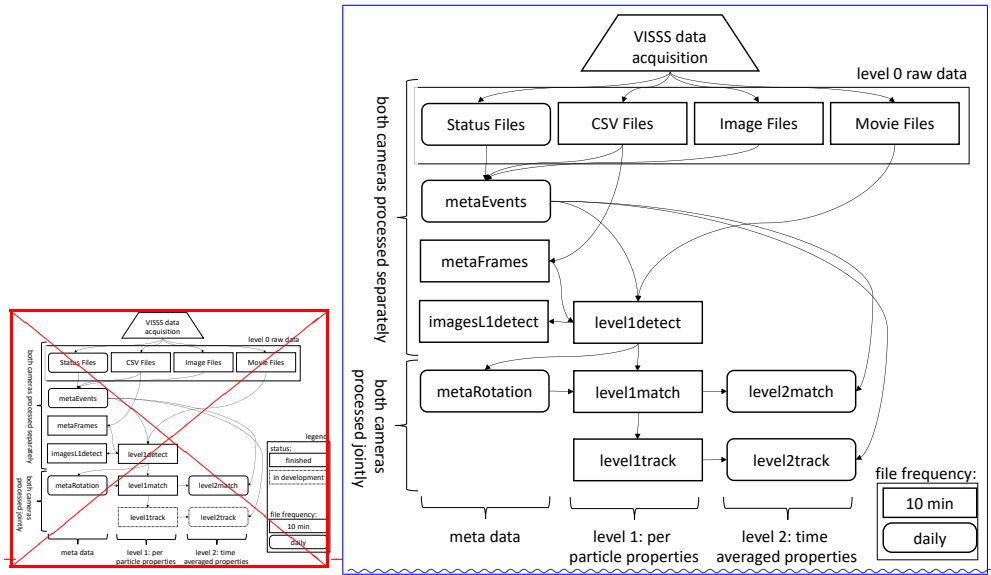 VISSS data
acquisition
level 0 raw data
Status Files
CSV Files
Image Files
Movie Files
metaEvents
metaFrames
imagesL1detect
level1detect
metaRotation
level1match
level2match
level1track
level2track
both cameras processed separately
both cameras
processed jointly
meta data
level 1: per
particle properties
level 2: time
averaged properties
legend
status:
finished
in development
file frequency:
10 min
daily
VISSS data
acquisition
level 0 raw data
Status Files
CSV Files
Image Files
Movie Files
metaEvents
metaFrames
imagesL1detect
level1detect
metaRotation
level1match
level2match
level1track
level2track
both cameras processed separately
both cameras
processed jointly
meta data
level 1: per
particle properties
level 2: time
averaged properties
file frequency:
10 min
daily